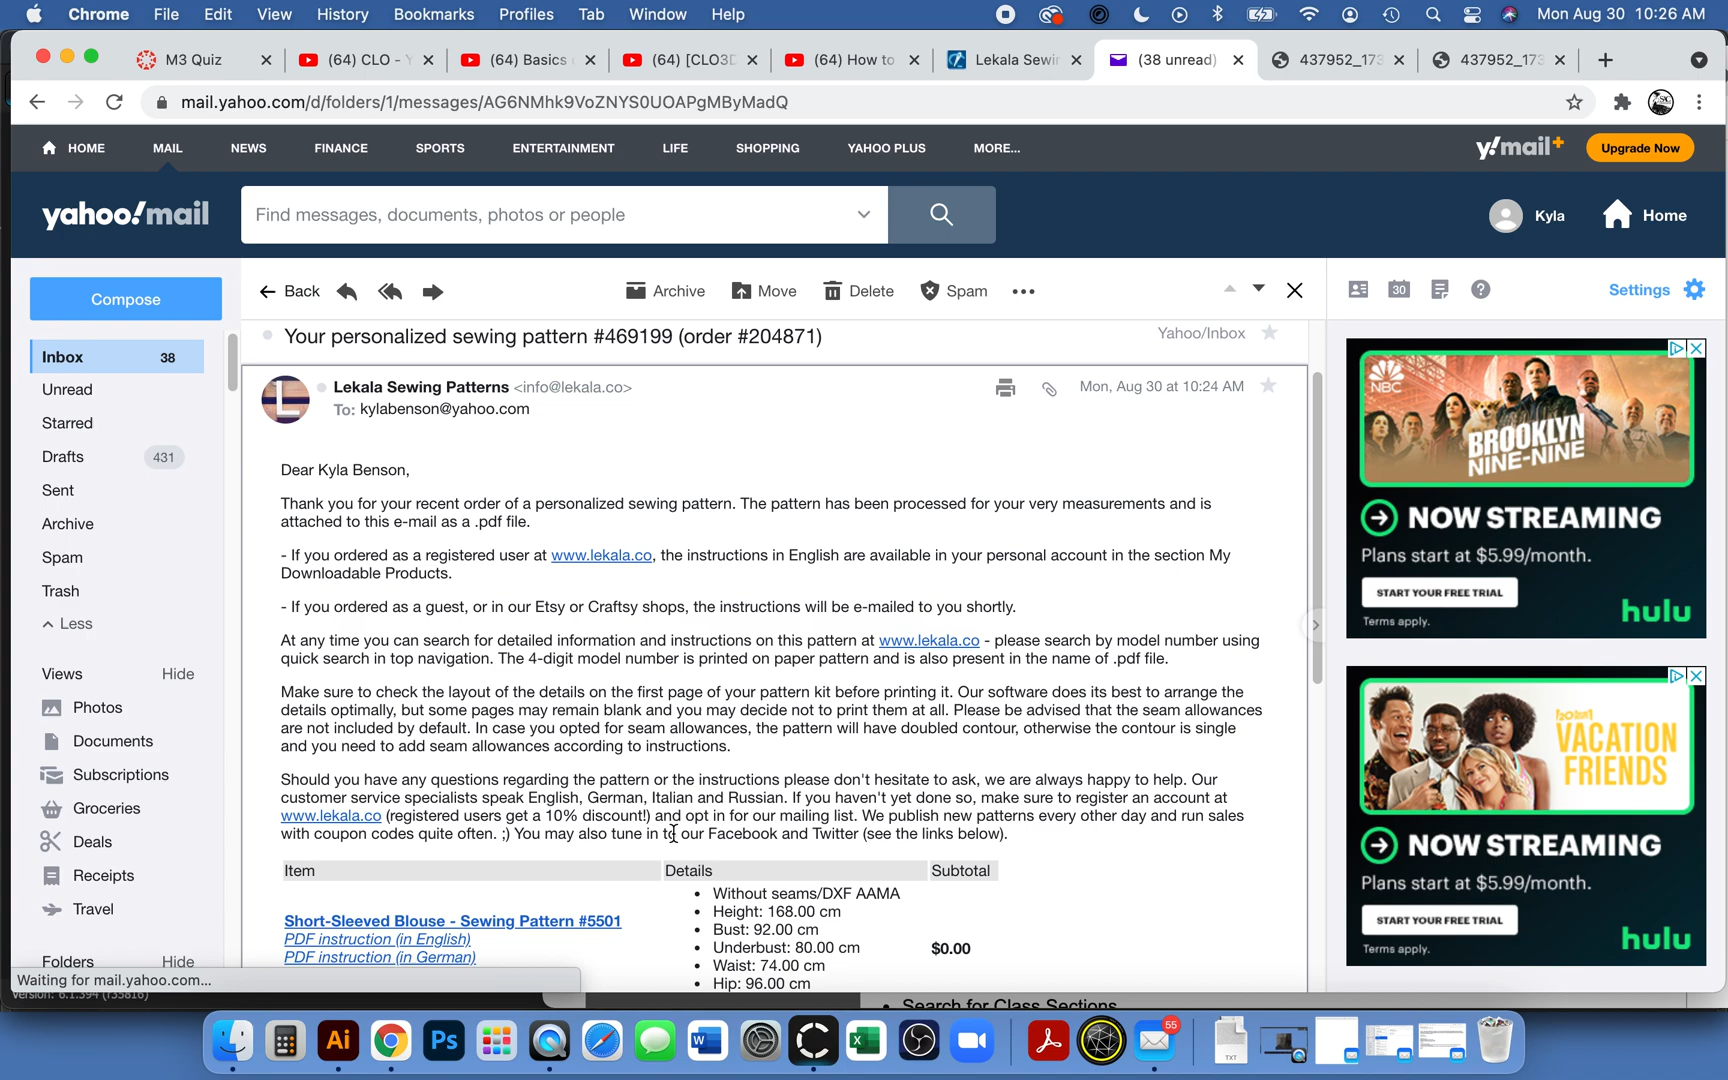 Chrome File Edit View History Bookmarks Profiles Tab Window Help Mon Aug 30 10:26 AM
M3 Quiz (64) CLO - (64) Basics (64) [CLO3D (64) How to Lekala Sewi (38 unread) 437952_173 437952_173
mail.yahoo.com/d/folders/1/messages/AG6NMhk9VoZNYS0UOAPgMByMadQ
HOME MAIL NEWS FINANCE SPORTS ENTERTAINMENT LIFE SHOPPING YAHOO PLUS MORE... y!mail+ Upgrade Now
yahoo!mail Find messages, documents, photos or people Kyla Home
Compose
Back Archive Move Delete Spam 30 Settings
Inbox 38
Unread
Starred
Drafts 431
Sent
Archive
Spam
Trash
Less
Views Hide
Photos
Documents
Subscriptions
Groceries
Deals
Receipts
Travel
Folders Hide
Your personalized sewing pattern #469199 (order #204871) Yahoo/Inbox
L
Lekala Sewing Patterns <info@lekala.co> Mon, Aug 30 at 10:24 AM
To: kylabenson@yahoo.com
Dear Kyla Benson,
Thank you for your recent order of a personalized sewing pattern. The pattern has been processed for your very measurements and is
attached to this e-mail as a .pdf file.
- If you ordered as a registered user at www.lekala.co, the instructions in English are available in your personal account in the section My
Downloadable Products.
- If you ordered as a guest, or in our Etsy or Craftsy shops, the instructions will be e-mailed to you shortly.
At any time you can search for detailed information and instructions on this pattern at www.lekala.co - please search by model number using
quick search in top navigation. The 4-digit model number is printed on paper pattern and is also present in the name of .pdf file.
Make sure to check the layout of the details on the first page of your pattern kit before printing it. Our software does its best to arrange the
details optimally, but some pages may remain blank and you may decide not to print them at all. Please be advised that the seam allowances
are not included by default. In case you opted for seam allowances, the pattern will have doubled contour, otherwise the contour is single
and you need to add seam allowances according to instructions.
Should you have any questions regarding the pattern or the instructions please don't hesitate to ask, we are always happy to help. Our
customer service specialists speak English, German, Italian and Russian. If you haven't yet done so, make sure to register an account at
www.lekala.co (registered users get a 10% discount!) and opt in for our mailing list. We publish new patterns every other day and run sales
with coupon codes quite often. ;) You may also tune in to our Facebook and Twitter (see the links below).
Item Details Subtotal
Short-Sleeved Blouse - Sewing Pattern #5501
PDF instruction (in English)
PDF instruction (in German)
Without seams/DXF AAMA
Height: 168.00 cm
Bust: 92.00 cm
Underbust: 80.00 cm
Waist: 74.00 cm
Hip: 96.00 cm
$0.00
NBC
BROOKLYN
NINE-NINE
NOW STREAMING
Plans start at $5.99/month.
START YOUR FREE TRIAL
Terms apply.
hulu
VACATION
FRIENDS
NOW STREAMING
Plans start at $5.99/month.
START YOUR FREE TRIAL
Terms apply.
hulu
Waiting for mail.yahoo.com...
Version: 6.1.394 (r35816)
Search for Class Sections
Ai Ps W X 55 TXT